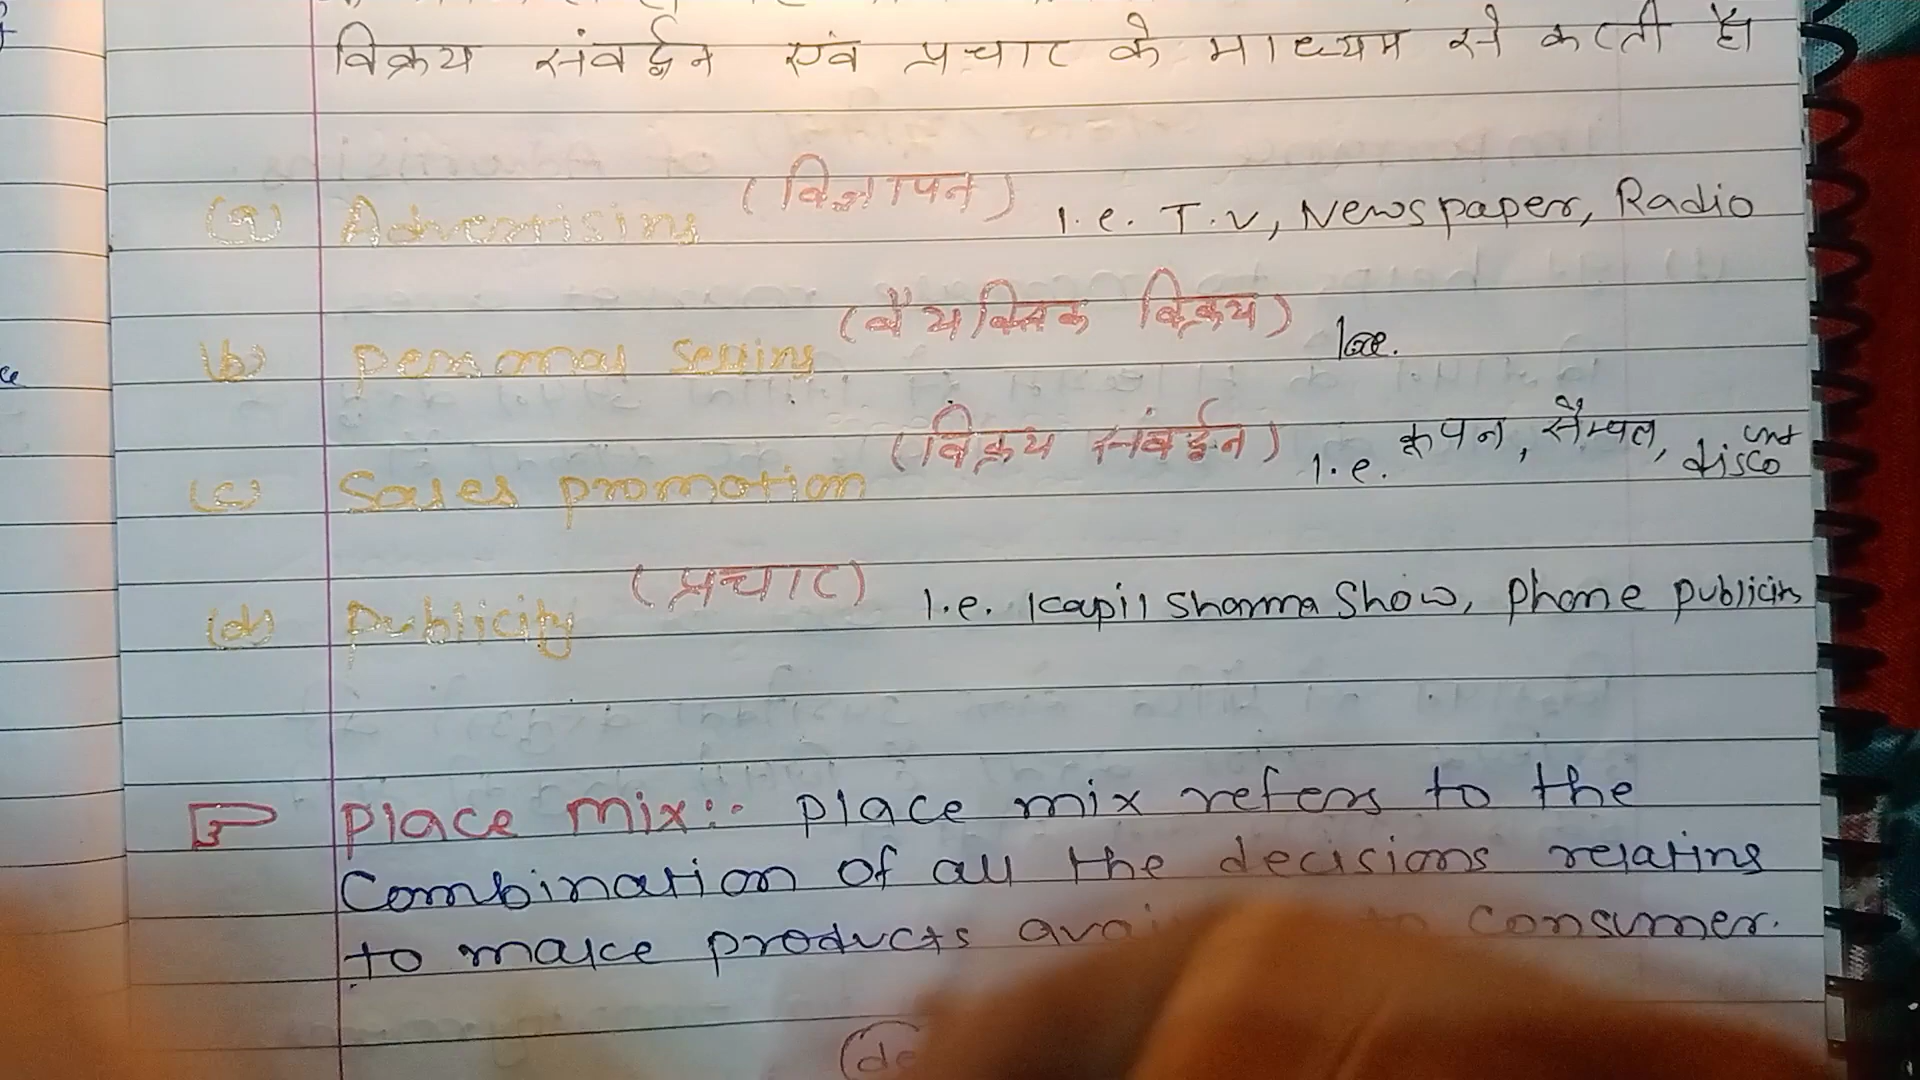 विक्रय संवर्द्धन एवं प्रचार के माध्यम से करती है।
(a) Advertising (विज्ञापन) i.e. T.V, Newspaper, Radio
(b) personal selling (वैयक्तिक विक्रय)
(c) Sales promotion (विक्रय संवर्द्धन) i.e. कूपन, सैम्पल, discount
(d) Publicity (प्रचार) i.e. Kapil Sharma Show, Phone publicity
Place mix:- Place mix refers to the
Combination of all the decisions relating
to make products consumer.